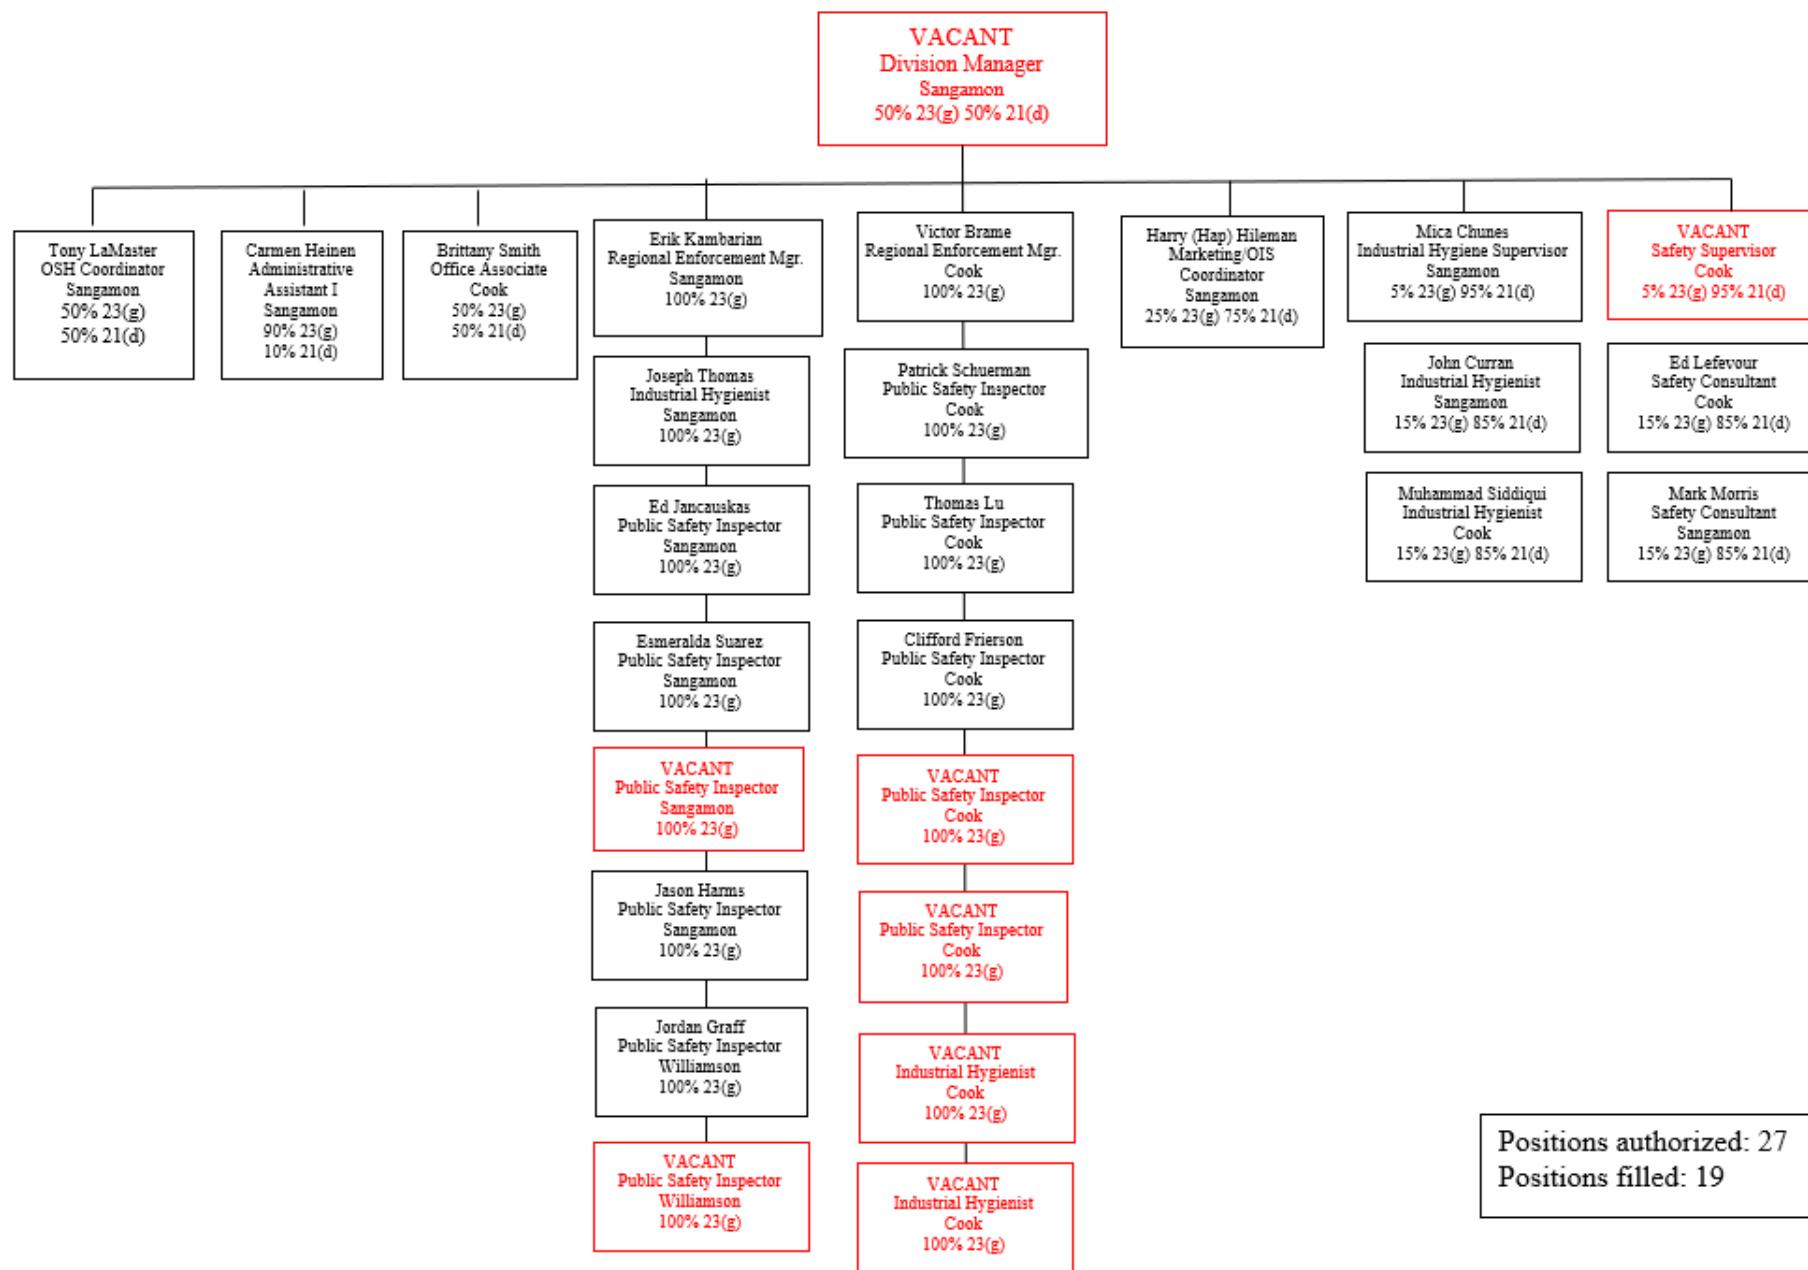 VACANT
Division Manager
Sangamon
50% 23(g) 50% 21(d)
Tony LaMaster
OSH Coordinator
Sangamon
50% 23(g)
50% 21(d)
Carmen Heinen
Administrative
Assistant I
Sangamon
90% 23(g)
10% 21(d)
Brittany Smith
Office Associate
Cook
50% 23(g)
50% 21(d)
Erik Kambarian
Regional Enforcement Mgr.
Sangamon
100% 23(g)
Joseph Thomas
Industrial Hygienist
Sangamon
100% 23(g)
Ed Jancauskas
Public Safety Inspector
Sangamon
100% 23(g)
Esmeralda Suarez
Public Safety Inspector
Sangamon
100% 23(g)
VACANT
Public Safety Inspector
Sangamon
100% 23(g)
Jason Harms
Public Safety Inspector
Sangamon
100% 23(g)
Jordan Graff
Public Safety Inspector
Williamson
100% 23(g)
VACANT
Public Safety Inspector
Williamson
100% 23(g)
Victor Brame
Regional Enforcement Mgr.
Cook
100% 23(g)
Patrick Schuerman
Public Safety Inspector
Cook
100% 23(g)
Thomas Lu
Public Safety Inspector
Cook
100% 23(g)
Clifford Frierson
Public Safety Inspector
Cook
100% 23(g)
VACANT
Public Safety Inspector
Cook
100% 23(g)
VACANT
Public Safety Inspector
Cook
100% 23(g)
VACANT
Industrial Hygienist
Cook
100% 23(g)
VACANT
Industrial Hygienist
Cook
100% 23(g)
Harry (Hap) Hileman
Marketing/OIS
Coordinator
Sangamon
25% 23(g) 75% 21(d)
Mica Chunes
Industrial Hygiene Supervisor
Sangamon
5% 23(g) 95% 21(d)
John Curran
Industrial Hygienist
Sangamon
15% 23(g) 85% 21(d)
Muhammad Siddiqui
Industrial Hygienist
Cook
15% 23(g) 85% 21(d)
VACANT
Safety Supervisor
Cook
5% 23(g) 95% 21(d)
Ed Lefevour
Safety Consultant
Cook
15% 23(g) 85% 21(d)
Mark Morris
Safety Consultant
Sangamon
15% 23(g) 85% 21(d)
Positions authorized: 27
Positions filled: 19